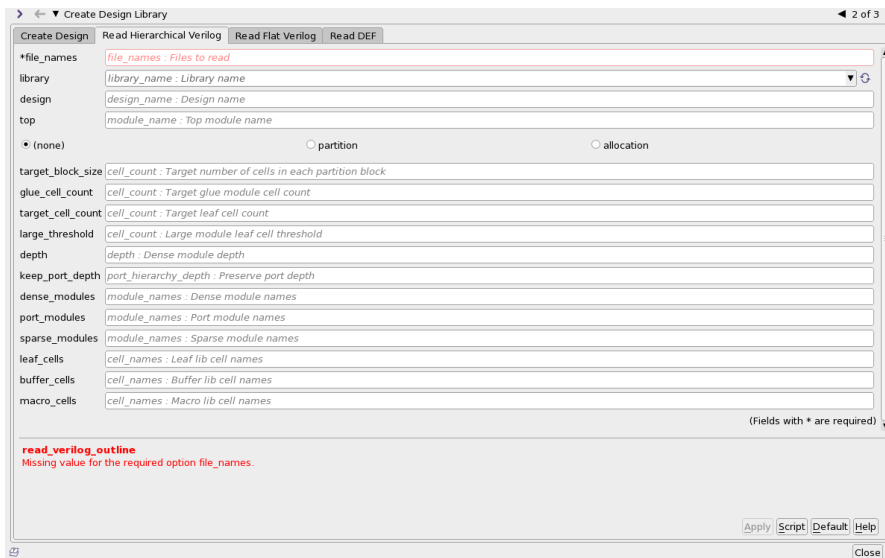 Create Design Library
2 of 3
Create Design Read Hierarchical Verilog Read Flat Verilog Read DEF
*file_names file_names : Files to read
library library_name : Library name
design design_name : Design name
top module_name : Top module name
(none) partition allocation
target_block_size cell_count : Target number of cells in each partition block
glue_cell_count cell_count : Target glue module cell count
target_cell_count cell_count : Target leaf cell count
large_threshold cell_count : Large module leaf cell threshold
depth depth : Dense module depth
keep_port_depth port_hierarchy_depth : Preserve port depth
dense_modules module_names : Dense module names
port_modules module_names : Port module names
sparse_modules module_names : Sparse module names
leaf_cells cell_names : Leaf lib cell names
buffer_cells cell_names : Buffer lib cell names
macro_cells cell_names : Macro lib cell names
(Fields with * are required)
read_verilog_outline
Missing value for the required option file_names.
Apply Script Default Help
Close